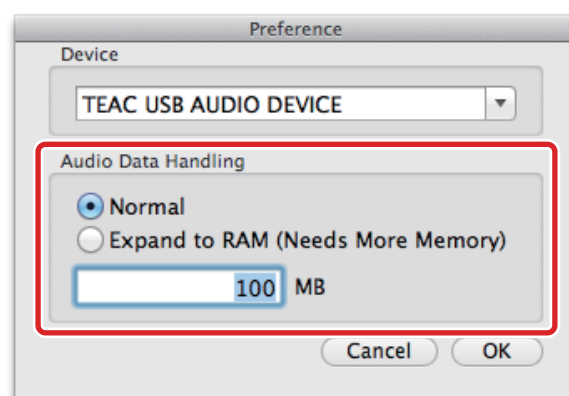 Preference
Device
TEAC USB AUDIO DEVICE
Audio Data Handling
Normal
Expand to RAM (Needs More Memory)
100 MB
Cancel OK